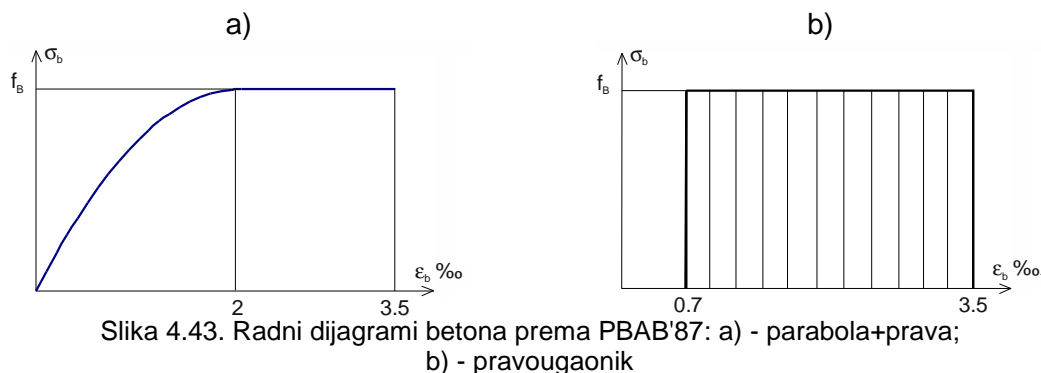 a)
b)
σb
σb
fB
fB
εb ‰
εb ‰
2
3.5
0.7
3.5
Slika 4.43. Radni dijagrami betona prema PBAB'87: a) - parabola+prava;
b) - pravougaonik